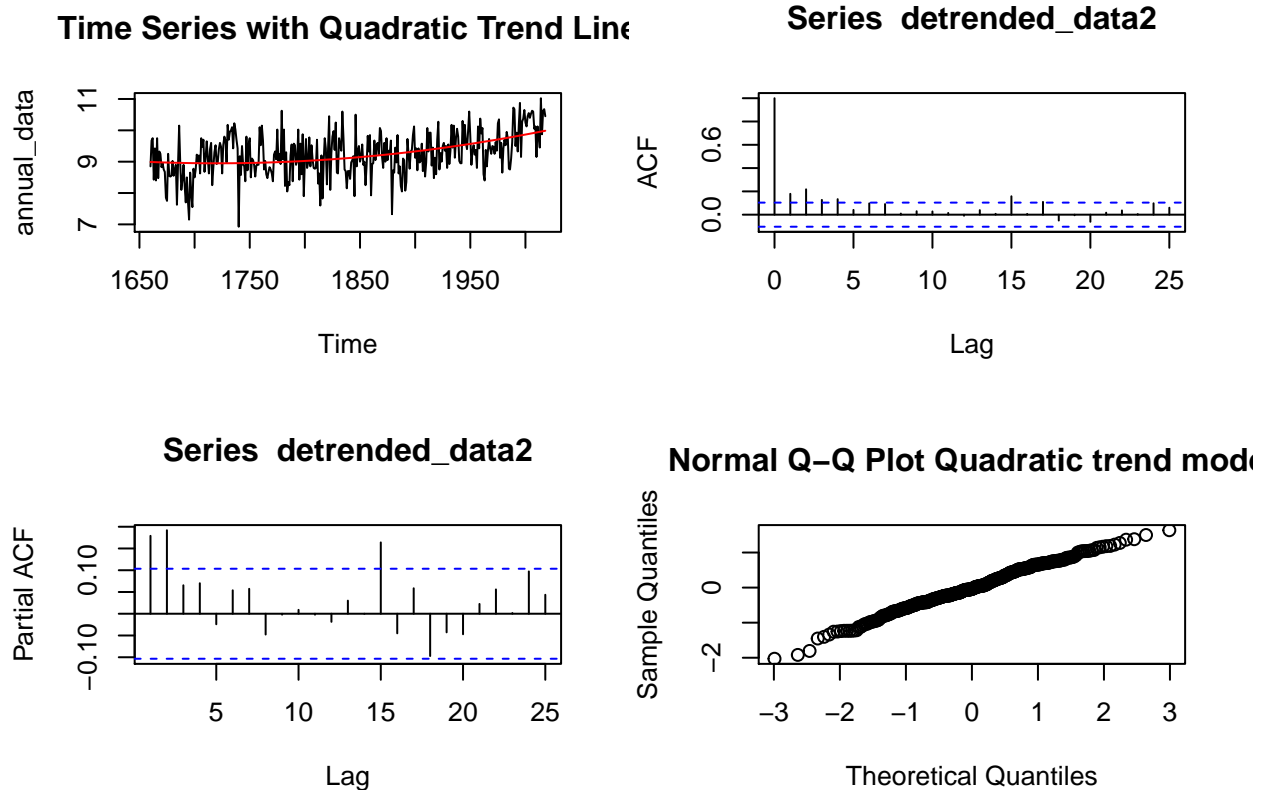 Time Series with Quadratic Trend Line
annual_data
7 9 11
1650 1750 1850 1950
Time
Series detrended_data2
ACF
0.0 0.6
0 5 10 15 20 25
Lag
Series detrended_data2
Partial ACF
−0.10 0.10
5 10 15 20 25
Lag
Normal Q−Q Plot Quadratic trend mode
Sample Quantiles
−2 0
−3 −2 −1 0 1 2 3
Theoretical Quantiles